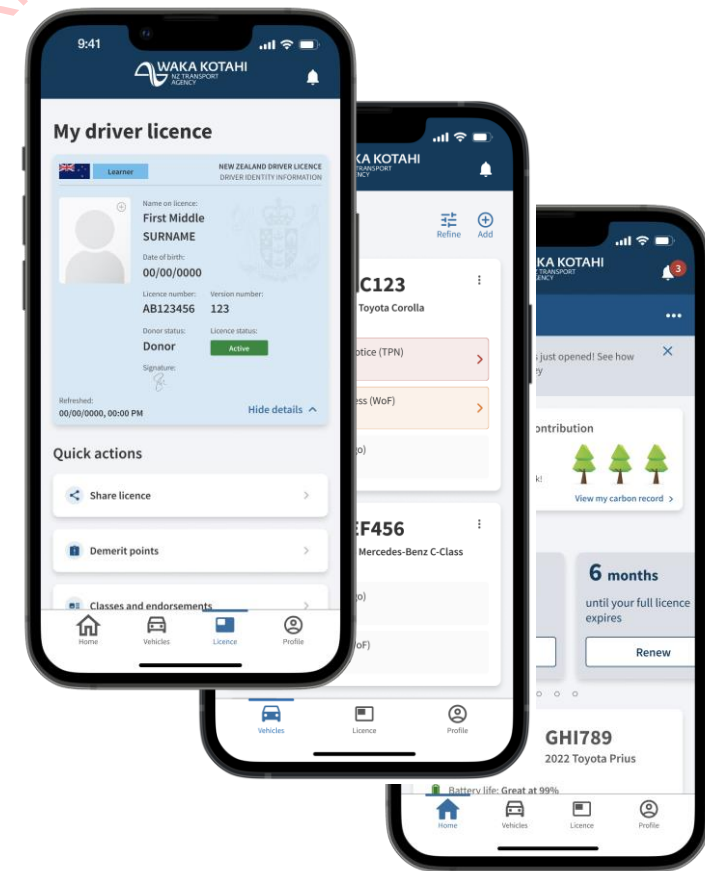 9:41
WAKA KOTAHI
NZ TRANSPORT
AGENCY
My driver licence
Learner
NEW ZEALAND DRIVER LICENCE
DRIVER IDENTITY INFORMATION
Name on licence:
First Middle
SURNAME
Date of birth:
00/00/0000
Licence number: Version number:
AB123456 123
Donor status: Licence status:
Donor Active
Signature:
Refreshed:
00/00/0000, 00:00 PM
Hide details
Quick actions
Share licence
Demerit points
Classes and endorsements
Home Vehicles Licence Profile
KA KOTAHI
TRANSPORT
NCY
Refine Add
C123
Toyota Corolla
otice (TPN)
ess (WoF)
go)
EF456
Mercedes-Benz C-Class
go)
WoF)
Vehicles Licence Profile
KA KOTAHI
TRANSPORT
ENCY
3
s just opened! See how
ey
ontribution
k!
View my carbon record
6 months
until your full licence
expires
Renew
GHI789
2022 Toyota Prius
Battery life: Great at 99%
Home Vehicles Licence Profile